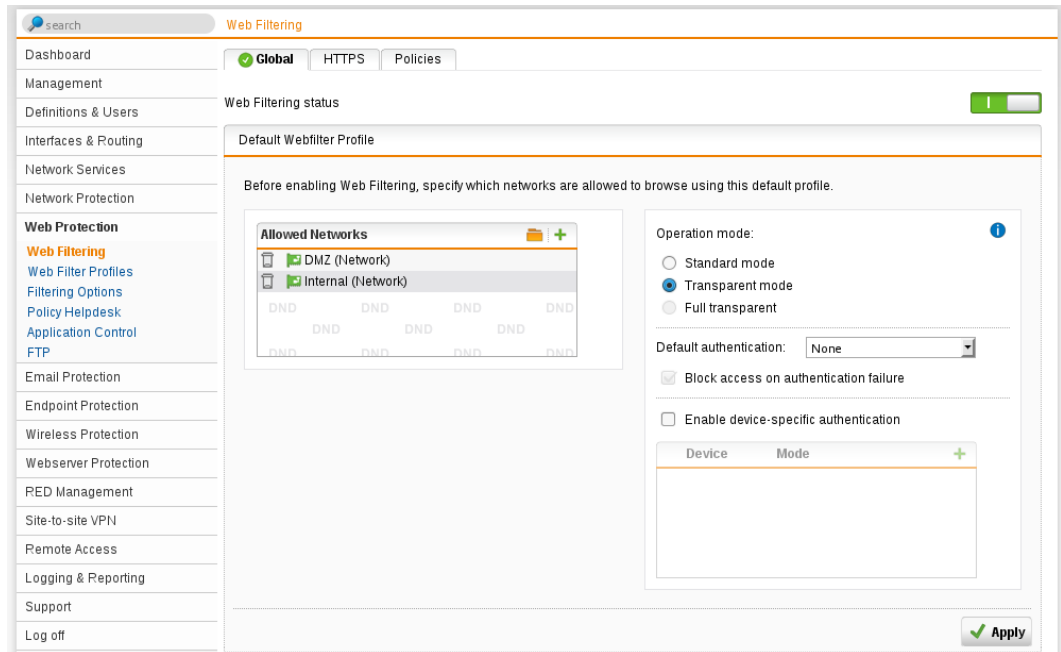 search
Web Filtering
Dashboard
Management
Definitions & Users
Interfaces & Routing
Network Services
Network Protection
Web Protection
Web Filtering
Web Filter Profiles
Filtering Options
Policy Helpdesk
Application Control
FTP
Email Protection
Endpoint Protection
Wireless Protection
Webserver Protection
RED Management
Site-to-site VPN
Remote Access
Logging & Reporting
Support
Log off
Global HTTPS Policies
Web Filtering status
Default Webfilter Profile
Before enabling Web Filtering, specify which networks are allowed to browse using this default profile.
Allowed Networks
DMZ (Network)
Internal (Network)
DND DND DND DND
DND DND DND
DND DND DND DND
Operation mode:
Standard mode
Transparent mode
Full transparent
Default authentication: None
Block access on authentication failure
Enable device-specific authentication
Device Mode
Apply